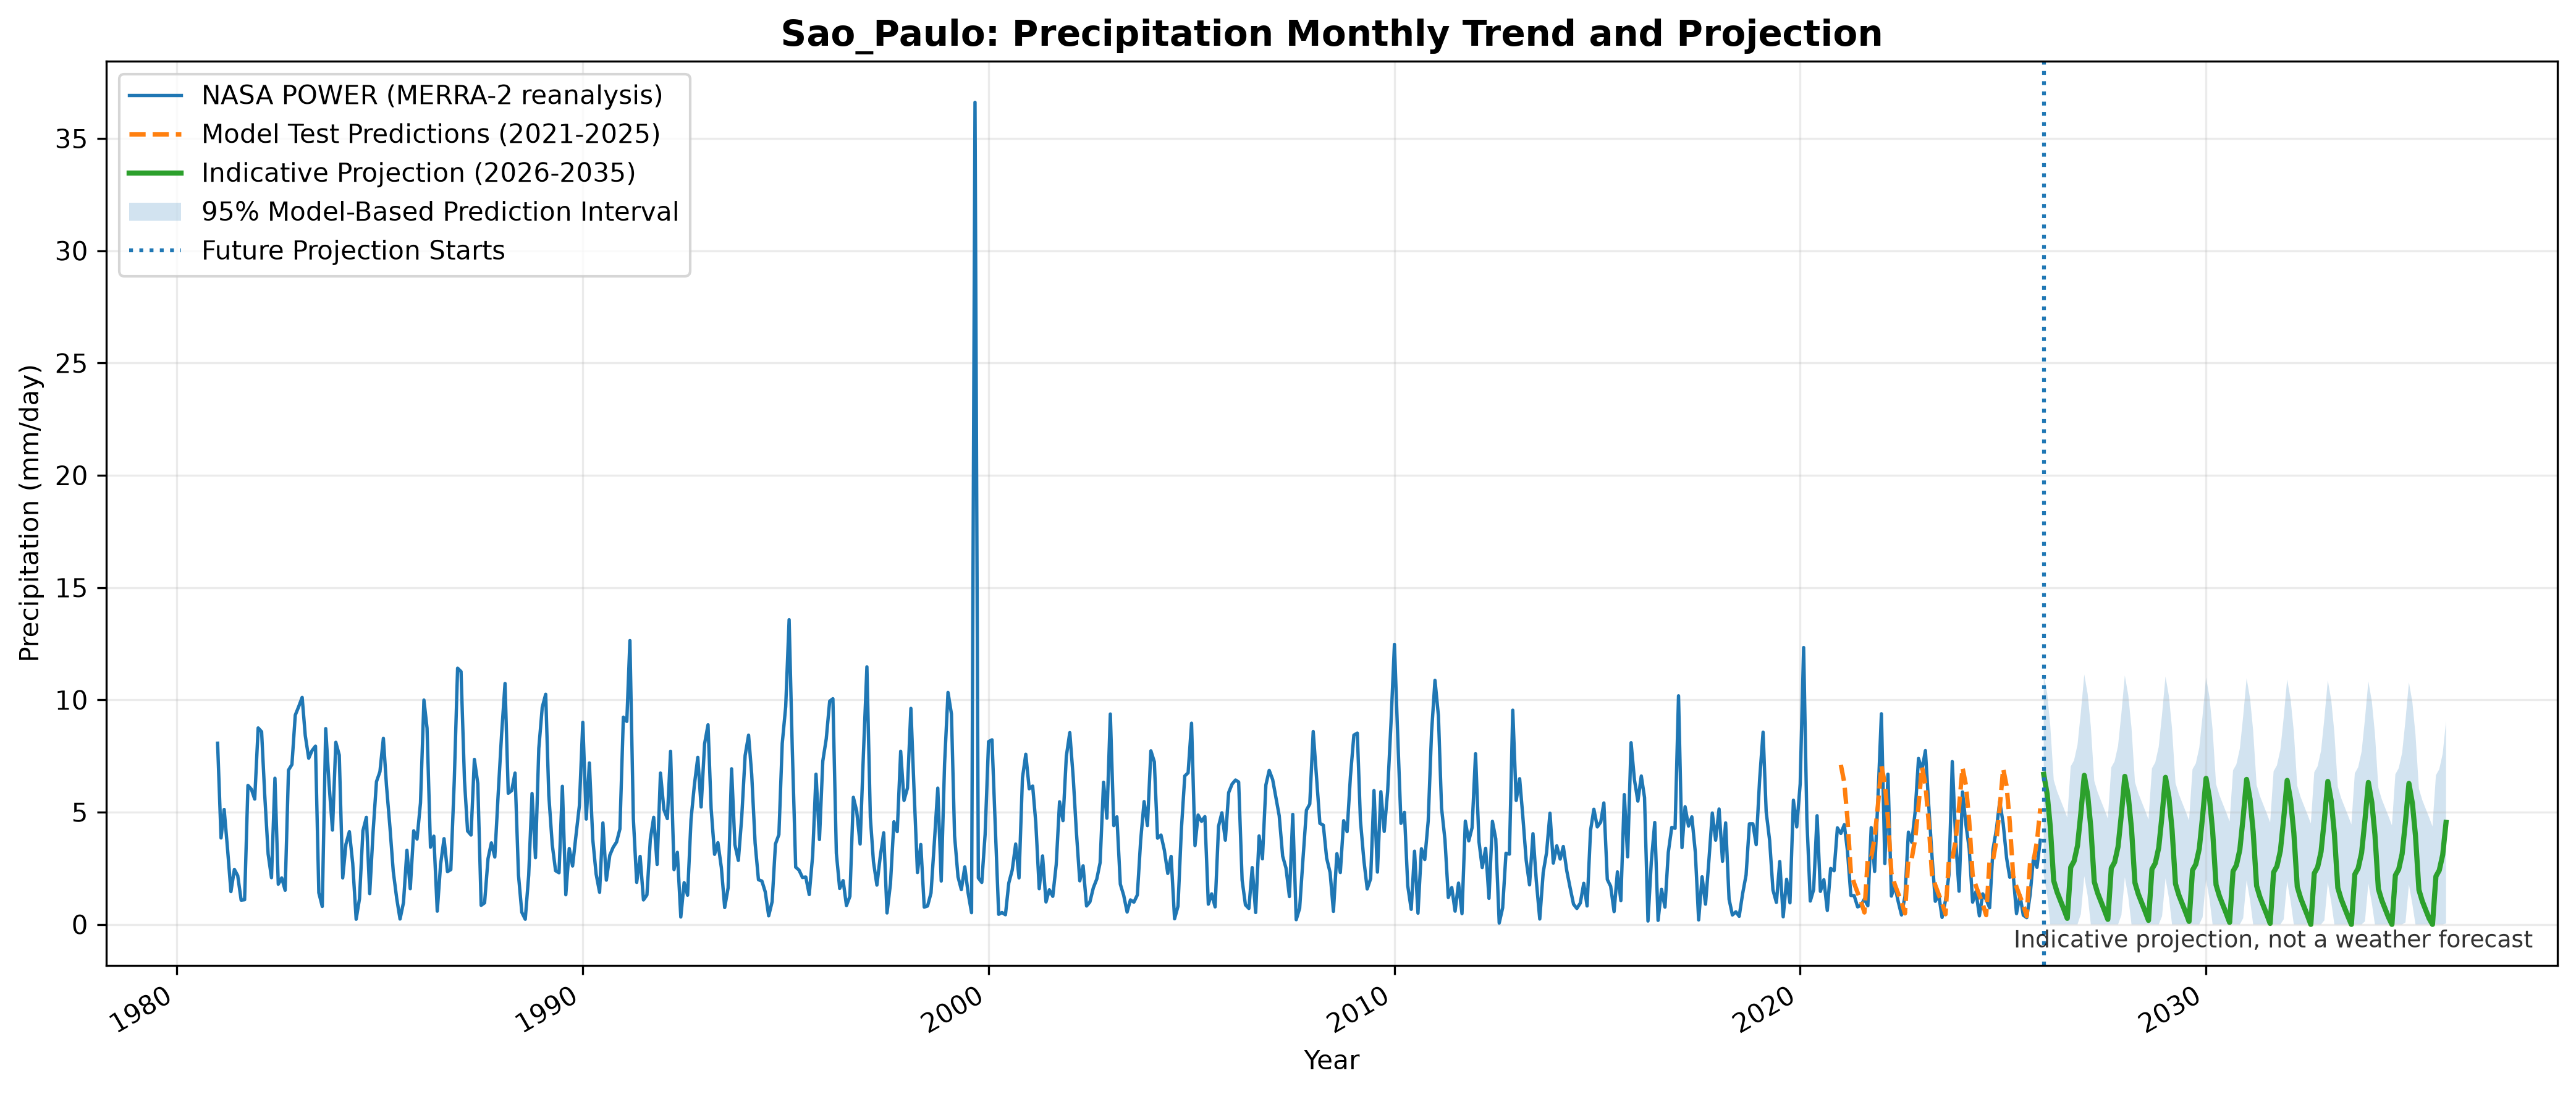 Sao_Paulo: Precipitation Monthly Trend and Projection
NASA POWER (MERRA-2 reanalysis)
Model Test Predictions (2021-2025)
Indicative Projection (2026-2035)
95% Model-Based Prediction Interval
Future Projection Starts
Precipitation (mm/day)
35
30
25
20
15
10
5
0
Indicative projection, not a weather forecast
1980
1990
2000
2010
2020
2030
Year